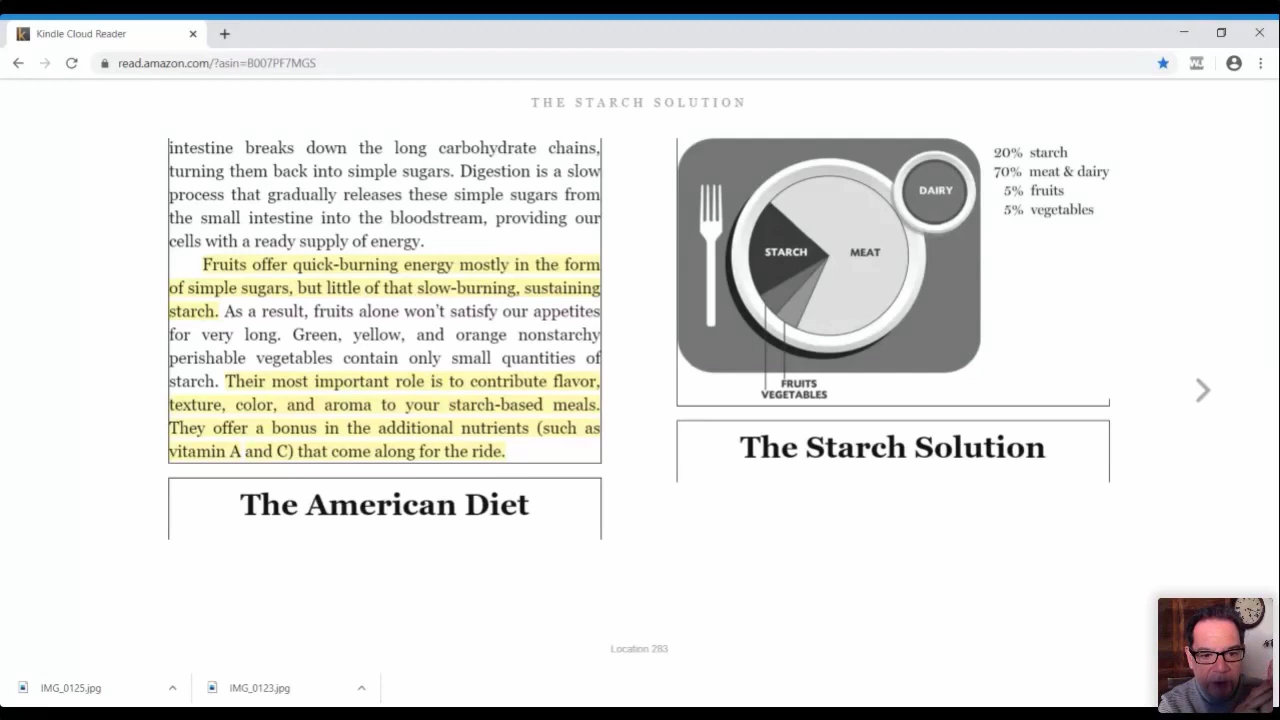 Kindle Cloud Reader
read.amazon.com/?asin=B007PF7MGS
THE STARCH SOLUTION
intestine breaks down the long carbohydrate chains,
turning them back into simple sugars. Digestion is a slow
process that gradually releases these simple sugars from
the small intestine into the bloodstream, providing our
cells with a ready supply of energy.
Fruits offer quick-burning energy mostly in the form
of simple sugars, but little of that slow-burning, sustaining
starch. As a result, fruits alone won't satisfy our appetites
for very long. Green, yellow, and orange nonstarchy
perishable vegetables contain only small quantities of
starch. Their most important role is to contribute flavor,
texture, color, and aroma to your starch-based meals.
They offer a bonus in the additional nutrients (such as
vitamin A and C) that come along for the ride.
The American Diet
DAIRY
STARCH
MEAT
FRUITS
VEGETABLES
20% starch
70% meat & dairy
5% fruits
5% vegetables
The Starch Solution
Location 283
IMG_0125.jpg
IMG_0123.jpg